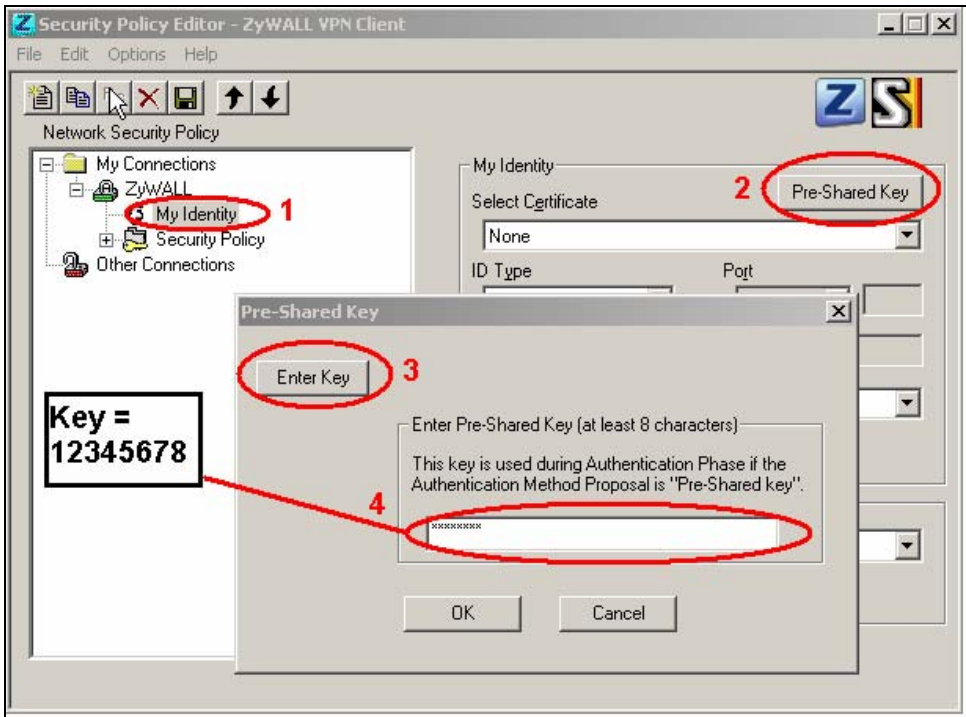 Security Policy Editor - ZyWALL VPN Client
File Edit Options Help
Network Security Policy
My Connections
ZyWALL
My Identity 1
Security Policy
Other Connections
My Identity
2 Pre-Shared Key
Select Certificate
None
ID Type Port
Pre-Shared Key
Enter Key 3
Key =
12345678
Enter Pre-Shared Key (at least 8 characters)
This key is used during Authentication Phase if the
Authentication Method Proposal is "Pre-Shared key".
4
********
OK Cancel